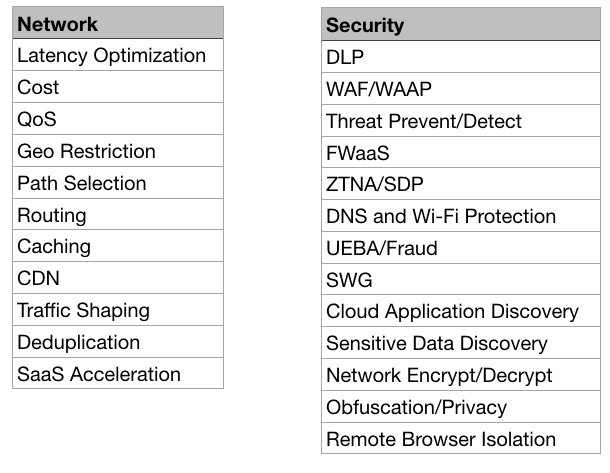 Network
Latency Optimization
Cost
QoS
Geo Restriction
Path Selection
Routing
Caching
CDN
Traffic Shaping
Deduplication
SaaS Acceleration
Security
DLP
WAF/WAAP
Threat Prevent/Detect
FWaaS
ZTNA/SDP
DNS and Wi-Fi Protection
UEBA/Fraud
SWG
Cloud Application Discovery
Sensitive Data Discovery
Network Encrypt/Decrypt
Obfuscation/Privacy
Remote Browser Isolation